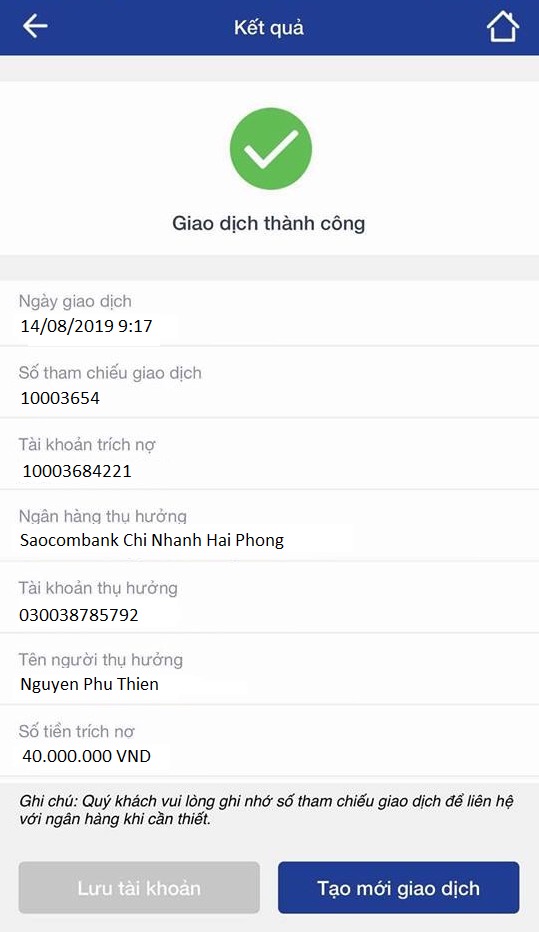 Kết quả
Giao dịch thành công
Ngày giao dịch
14/08/2019 9:17
Số tham chiếu giao dịch
10003654
Tài khoản trích nợ
10003684221
Ngân hàng thụ hưởng
Saocombank Chi Nhanh Hai Phong
Tài khoản thụ hưởng
030038785792
Tên người thụ hưởng
Nguyen Phu Thien
Số tiền trích nợ
40.000.000 VND
Ghi chú: Quý khách vui lòng ghi nhớ số tham chiếu giao dịch để liên hệ
với ngân hàng khi cần thiết.
Lưu tài khoản
Tạo mới giao dịch